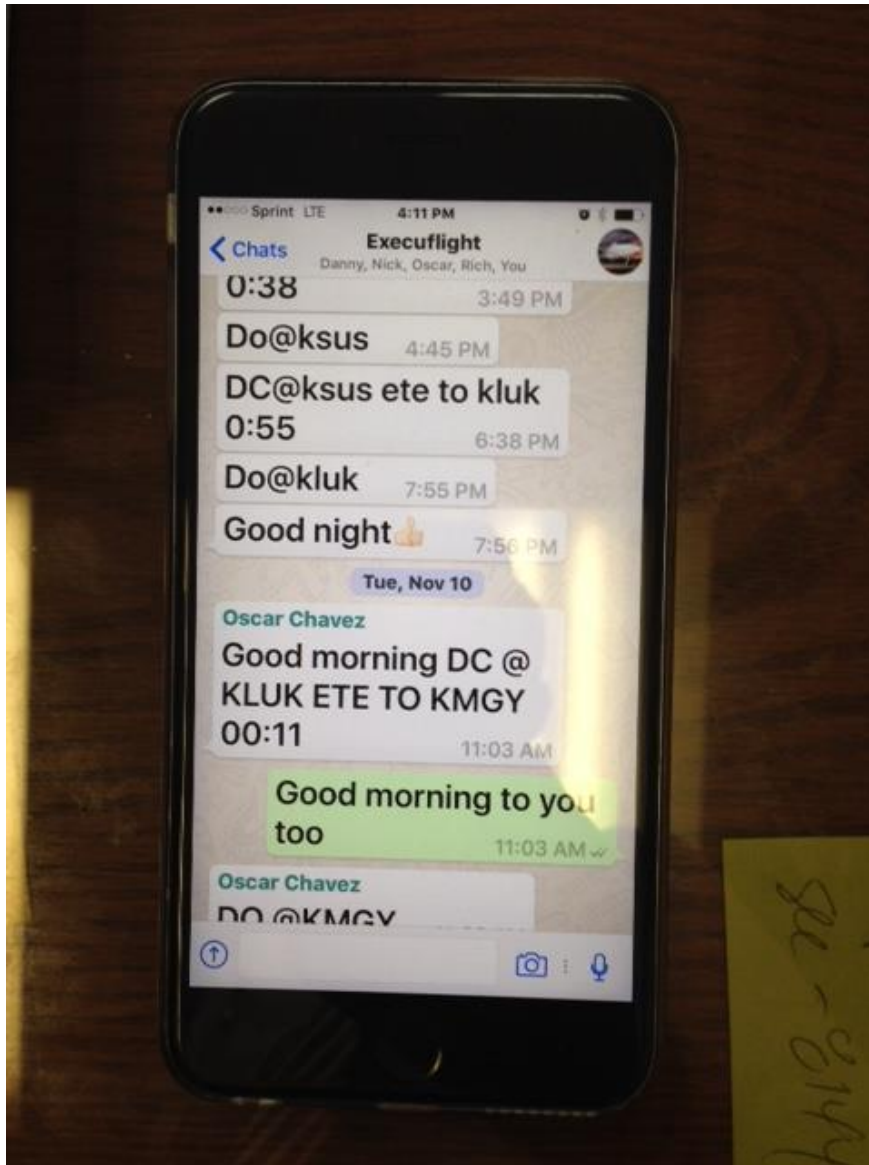 Sprint LTE 4:11 PM
Chats Execuflight
Danny, Nick, Oscar, Rich, You
0:38 3:49 PM
Do@ksus 4:45 PM
DC@ksus ete to kluk
0:55 6:38 PM
Do@kluk 7:55 PM
Good night👍🏼 7:56 PM
Tue, Nov 10
Oscar Chavez
Good morning DC @
KLUK ETE TO KMGY
00:11 11:03 AM
Good morning to you
too 11:03 AM
Oscar Chavez
DO @KMGY